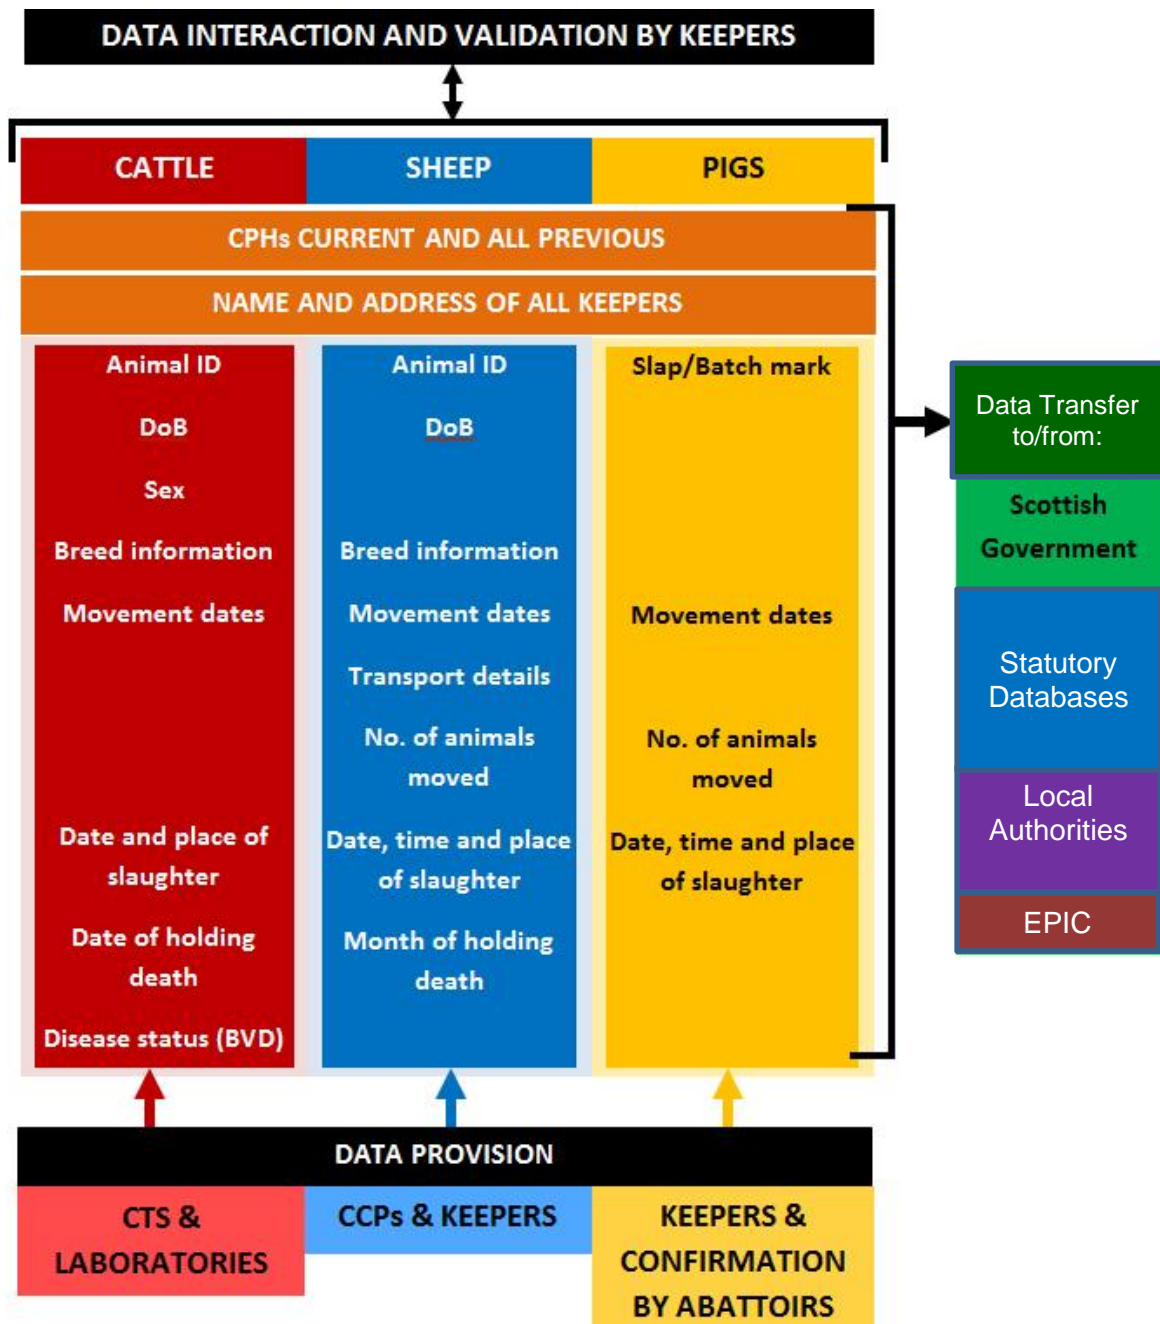 DATA INTERACTION AND VALIDATION BY KEEPERS
CATTLE
SHEEP
PIGS
CPHs CURRENT AND ALL PREVIOUS
NAME AND ADDRESS OF ALL KEEPERS
Animal ID
DoB
Sex
Breed information
Movement dates
Date and place of
slaughter
Date of holding
death
Disease status (BVD)
Animal ID
DoB
Breed information
Movement dates
Transport details
No. of animals
moved
Date, time and place
of slaughter
Month of holding
death
Slap/Batch mark
Movement dates
No. of animals
moved
Date, time and place
of slaughter
Data Transfer
to/from:
Scottish
Government
Statutory
Databases
Local
Authorities
EPIC
DATA PROVISION
CTS &
LABORATORIES
CCPs & KEEPERS
KEEPERS &
CONFIRMATION
BY ABATTOIRS